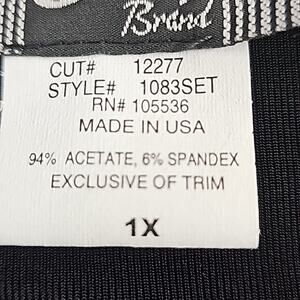 Brand
CUT# 12277
STYLE# 1083SET
RN# 105536
MADE IN USA
94% ACETATE, 6% SPANDEX
EXCLUSIVE OF TRIM
1X